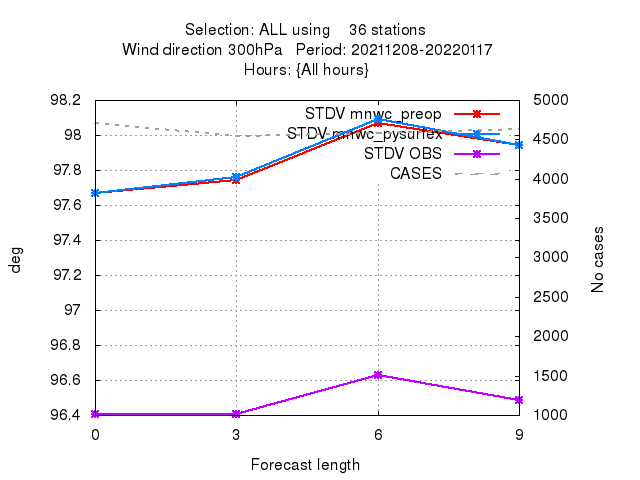 Selection: ALL using    36 stations
Wind direction 300hPa   Period: 20211208-20220117
Hours: {All hours}
98.2
98
97.8
97.6
97.4
97.2
97
96.8
96.6
96.4
deg
5000
4500
4000
3500
3000
2500
2000
1500
1000
No cases
STDV mnwc_preop
STDV mnwc_pysurfex
STDV OBS
CASES
0 3 6 9
Forecast length